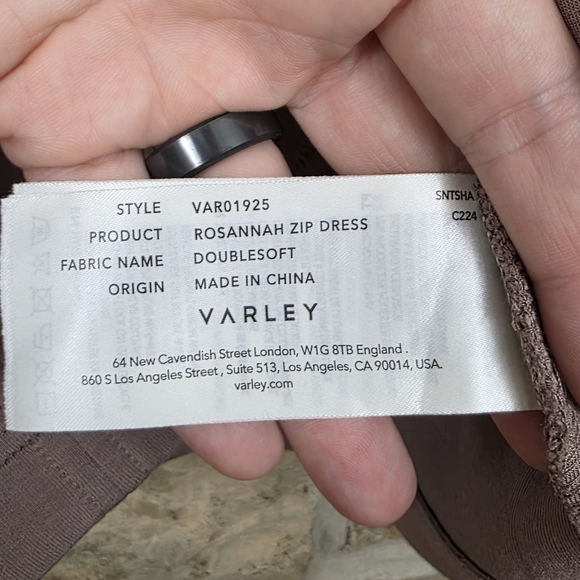 STYLE VAR01925
PRODUCT ROSANNAH ZIP DRESS
FABRIC NAME DOUBLESOFT
ORIGIN MADE IN CHINA
VARLEY
64 New Cavendish Street London, W1G 8TB England .
860 S Los Angeles Street , Suite 513, Los Angeles, CA 90014, USA.
varley.com
SNTSHA
C224